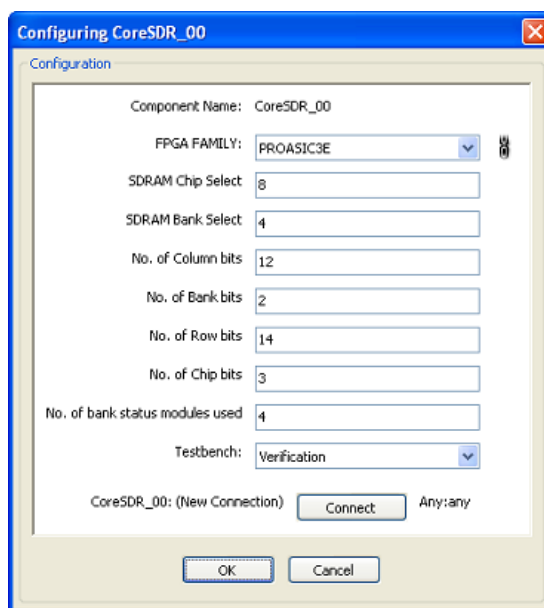 Configuring CoreSDR_00
Configuration
Component Name: CoreSDR_00
FPGA FAMILY: PROASIC3E
SDRAM Chip Select 8
SDRAM Bank Select 4
No. of Column bits 12
No. of Bank bits 2
No. of Row bits 14
No. of Chip bits 3
No. of bank status modules used 4
Testbench: Verification
CoreSDR_00: (New Connection) Connect Any:any
OK Cancel